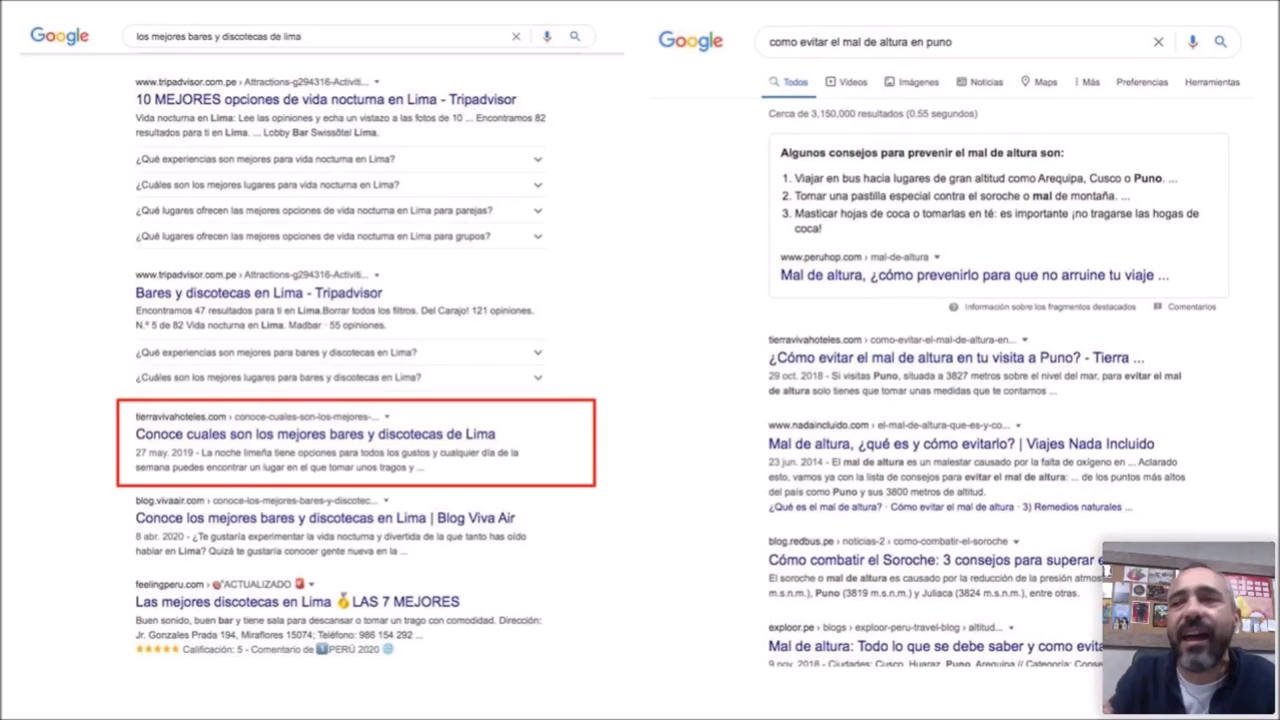 Google
los mejores bares y discotecas de lima
www.tripadvisor.com.pe › Attractions-g294316-Activiti...
10 MEJORES opciones de vida nocturna en Lima - Tripadvisor
Vida nocturna en Lima: Lee las opiniones y echa un vistazo a las fotos de 10 ... Encontramos 82
resultados para ti en Lima. ... Lobby Bar Swissôtel Lima.
¿Qué experiencias son mejores para vida nocturna en Lima?
¿Cuáles son los mejores lugares para vida nocturna en Lima?
¿Qué lugares ofrecen las mejores opciones de vida nocturna en Lima para parejas?
¿Qué lugares ofrecen las mejores opciones de vida nocturna en Lima para grupos?
www.tripadvisor.com.pe › Attractions-g294316-Activiti...
Bares y discotecas en Lima - Tripadvisor
Encontramos 47 resultados para ti en Lima.Borrar todos los filtros. Del Carajo! 121 opiniones.
N.º 5 de 82 Vida nocturna en Lima. Madbar · 55 opiniones.
¿Qué experiencias son mejores para bares y discotecas en Lima?
¿Cuáles son los mejores lugares para bares y discotecas en Lima?
tierravivahoteles.com › conoce-cuales-son-los-mejores-...
Conoce cuales son los mejores bares y discotecas de Lima
27 may. 2019 - La noche limeña tiene opciones para todos los gustos y cualquier día de la
semana puedes encontrar un lugar en el que tomar unos tragos y ...
blog.vivaair.com › conoce-los-mejores-bares-y-discotec...
Conoce los mejores bares y discotecas en Lima | Blog Viva Air
8 abr. 2020 - ¿Te gustaría experimentar la vida nocturna y divertida de la que tanto has oído
hablar en Lima? Quizá te gustaría conocer gente nueva en la ...
feelingperu.com › 🎯°ACTUALIZADO 🚨
Las mejores discotecas en Lima 🏅LAS 7 MEJORES
Buen sonido, buen bar y tiene sala para descansar o tomar un trago con comodidad. Dirección:
Jr. Gonzales Prada 194, Miraflores 15074; Teléfono: 986 154 292 ...
★★★★★ Calificación: 5 - Comentario de 1️⃣PERÚ 2020 🌐
Google
como evitar el mal de altura en puno
Todos Videos Imágenes Noticias Maps Más Preferencias Herramientas
Cerca de 3,150,000 resultados (0.55 segundos)
Algunos consejos para prevenir el mal de altura son:
1. Viajar en bus hacia lugares de gran altitud como Arequipa, Cusco o Puno. ...
2. Tomar una pastilla especial contra el soroche o mal de montaña. ...
3. Masticar hojas de coca o tomarlas en té: es importante ¡no tragarse las hogas de
coca!
www.peruhop.com › mal-de-altura
Mal de altura, ¿cómo prevenirlo para que no arruine tu viaje ...
Información sobre los fragmentos destacados Comentarios
tierravivahoteles.com › como-evitar-el-mal-de-altura-en-...
¿Cómo evitar el mal de altura en tu visita a Puno? - Tierra ...
29 oct. 2018 - Si visitas Puno, situada a 3827 metros sobre el nivel del mar, para evitar el mal
de altura solo tienes que tomar unas medidas que te contamos ...
www.nadaincluido.com › el-mal-de-altura-que-es-y-co...
Mal de altura, ¿qué es y cómo evitarlo? | Viajes Nada Incluido
23 jun. 2014 - El mal de altura es un malestar causado por la falta de oxígeno en ... Aclarado
esto, vamos ya con la lista de consejos para evitar el mal de altura: ... de los puntos más altos
del país como Puno y sus 3800 metros de altitud.
¿Qué es el mal de altura? · Cómo evitar el mal de altura · 3) Remedios naturales ...
blog.redbus.pe › noticias-2 › como-combatir-el-soroche
Cómo combatir el Soroche: 3 consejos para superar e
El soroche o mal de altura es causado por la reducción de la presión atmos
m.s.n.m.), Puno (3819 m.s.n.m.) y Juliaca (3824 m.s.n.m.), entre otras.
exploor.pe › blogs › exploor-peru-travel-blog › altitud...
Mal de altura: Todo lo que se debe saber y como evita
9 nov. 2018 - Ciudades: Cusco, Huaraz, Puno, Arequipa // Categoría: Conse